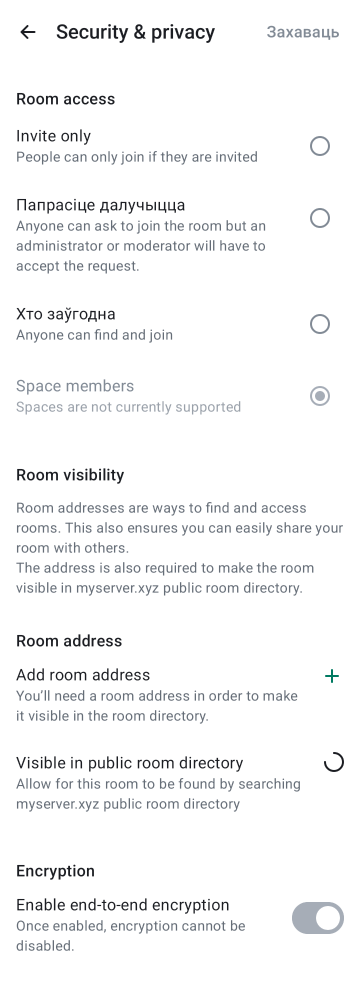 Security & privacy
Захаваць
Room access
Invite only
People can only join if they are invited
Папрасіце далучыцца
Anyone can ask to join the room but an
administrator or moderator will have to
accept the request.
Хто заўгодна
Anyone can find and join
Space members
Spaces are not currently supported
Room visibility
Room addresses are ways to find and access
rooms. This also ensures you can easily share your
room with others.
The address is also required to make the room
visible in myserver.xyz public room directory.
Room address
Add room address
You’ll need a room address in order to make
it visible in the room directory.
Visible in public room directory
Allow for this room to be found by searching
myserver.xyz public room directory
Encryption
Enable end-to-end encryption
Once enabled, encryption cannot be
disabled.